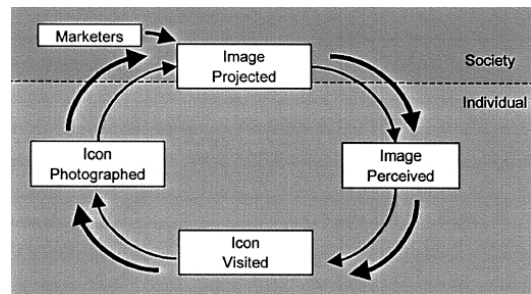 Marketers
Image
Projected
Society
Individual
Icon
Photographed
Image
Perceived
Icon
Visited